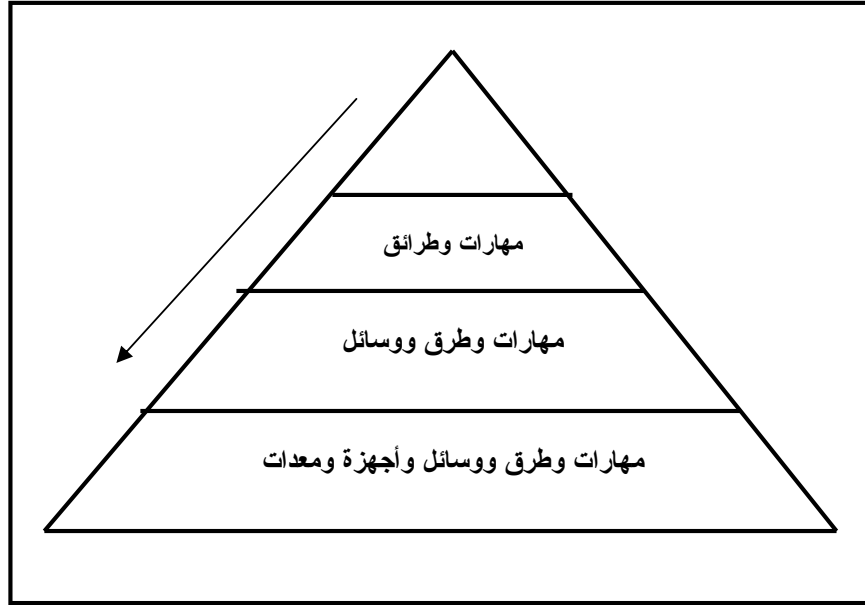 مهارات وطرائق
مهارات وطرق ووسائل
مهارات وطرق ووسائل وأجهزة ومعدات